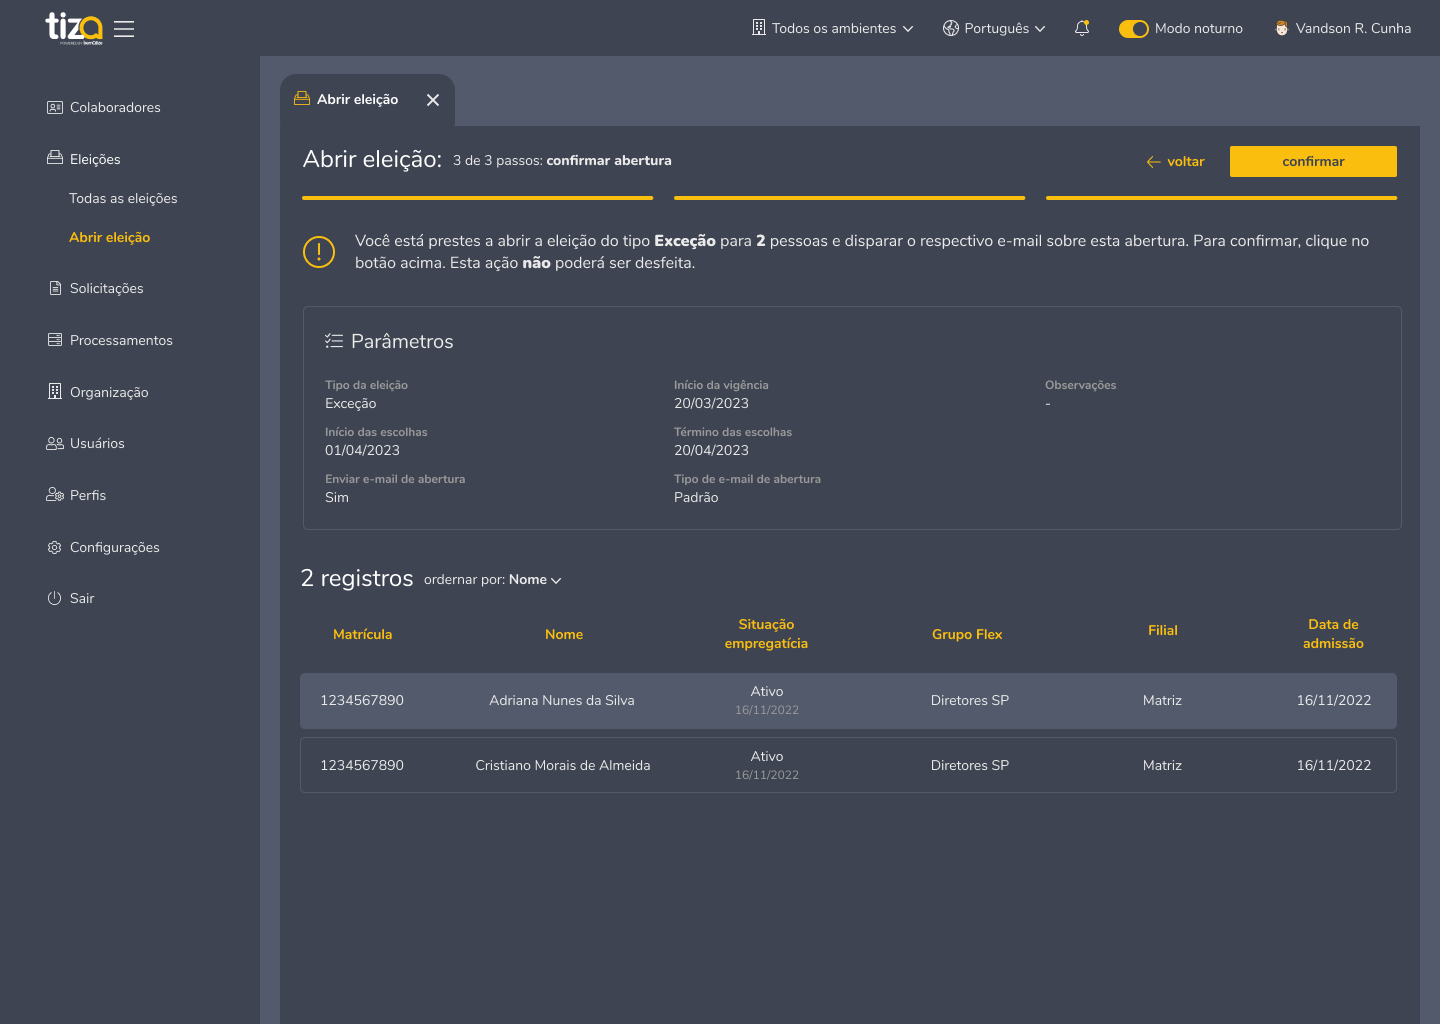 tiza
Todos os ambientes
Português
Modo noturno
Vandson R. Cunha
Colaboradores
Eleições
Todas as eleições
Abrir eleição
Solicitações
Processamentos
Organização
Usuários
Perfis
Configurações
Sair
Abrir eleição
Abrir eleição: 3 de 3 passos: confirmar abertura
voltar
confirmar
Você está prestes a abrir a eleição do tipo Exceção para 2 pessoas e disparar o respectivo e-mail sobre esta abertura. Para confirmar, clique no
botão acima. Esta ação não poderá ser desfeita.
Parâmetros
Tipo da eleição
Exceção
Início da vigência
20/03/2023
Observações
-
Início das escolhas
01/04/2023
Término das escolhas
20/04/2023
Enviar e-mail de abertura
Sim
Tipo de e-mail de abertura
Padrão
2 registros ordernar por: Nome
Matrícula
Nome
Situação
empregatícia
Grupo Flex
Filial
Data de
admissão
1234567890
Adriana Nunes da Silva
Ativo
16/11/2022
Diretores SP
Matriz
16/11/2022
1234567890
Cristiano Morais de Almeida
Ativo
16/11/2022
Diretores SP
Matriz
16/11/2022